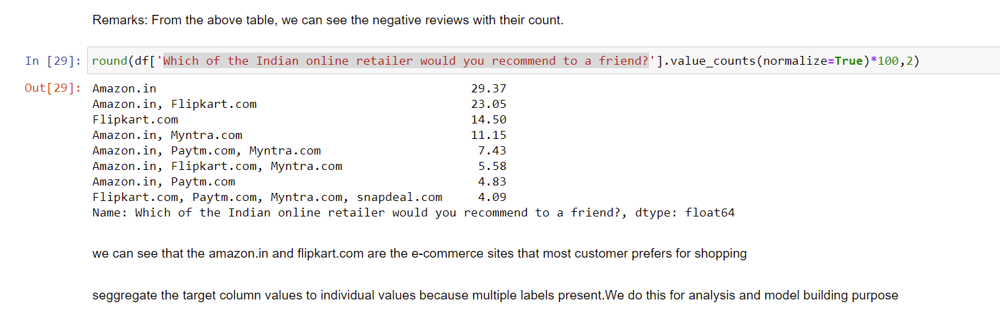 Remarks: From the above table, we can see the negative reviews with their count.
In [29]: round(df['Which of the Indian online retailer would you recommend to a friend?'].value_counts(normalize=True)*100,2)
Out[29]: Amazon.in 29.37
Amazon.in, Flipkart.com 23.05
Flipkart.com 14.50
Amazon.in, Myntra.com 11.15
Amazon.in, Paytm.com, Myntra.com 7.43
Amazon.in, Flipkart.com, Myntra.com 5.58
Amazon.in, Paytm.com 4.83
Flipkart.com, Paytm.com, Myntra.com, snapdeal.com 4.09
Name: Which of the Indian online retailer would you recommend to a friend?, dtype: float64
we can see that the amazon.in and flipkart.com are the e-commerce sites that most customer prefers for shopping
seggregate the target column values to individual values because multiple labels present.We do this for analysis and model building purpose